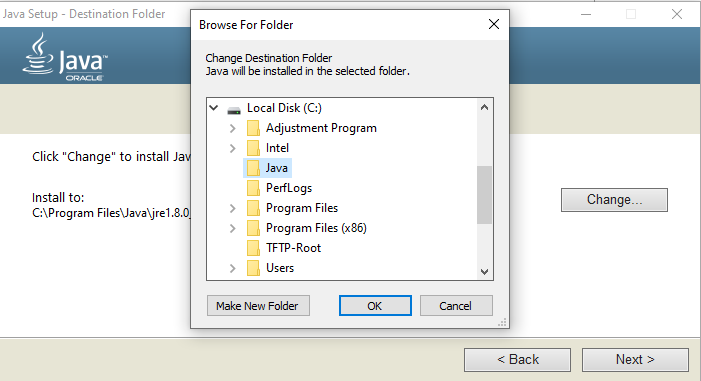 Java Setup - Destination Folder
Java™
ORACLE
Click "Change" to install Jav
Install to:
C:\Program Files\Java\jre1.8.0_
Change...
< Back
Next >
Browse For Folder
Change Destination Folder
Java will be installed in the selected folder.
Local Disk (C:)
Adjustment Program
Intel
Java
PerfLogs
Program Files
Program Files (x86)
TFTP-Root
Users
Make New Folder
OK
Cancel